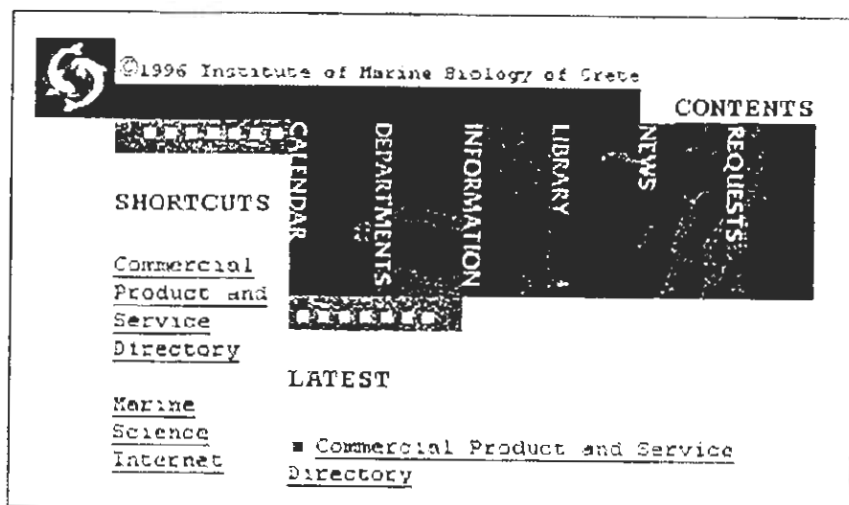 ©1996 Institute of Marine Biology of Crete
CONTENTS
CALENDAR
DEPARTMENTS
INFORMATION
LIBRARY
NEWS
REQUESTS
SHORTCUTS
Commercial
Product and
Service
Directory
Marine
Science
Internet
LATEST
■ Commercial Product and Service
Directory